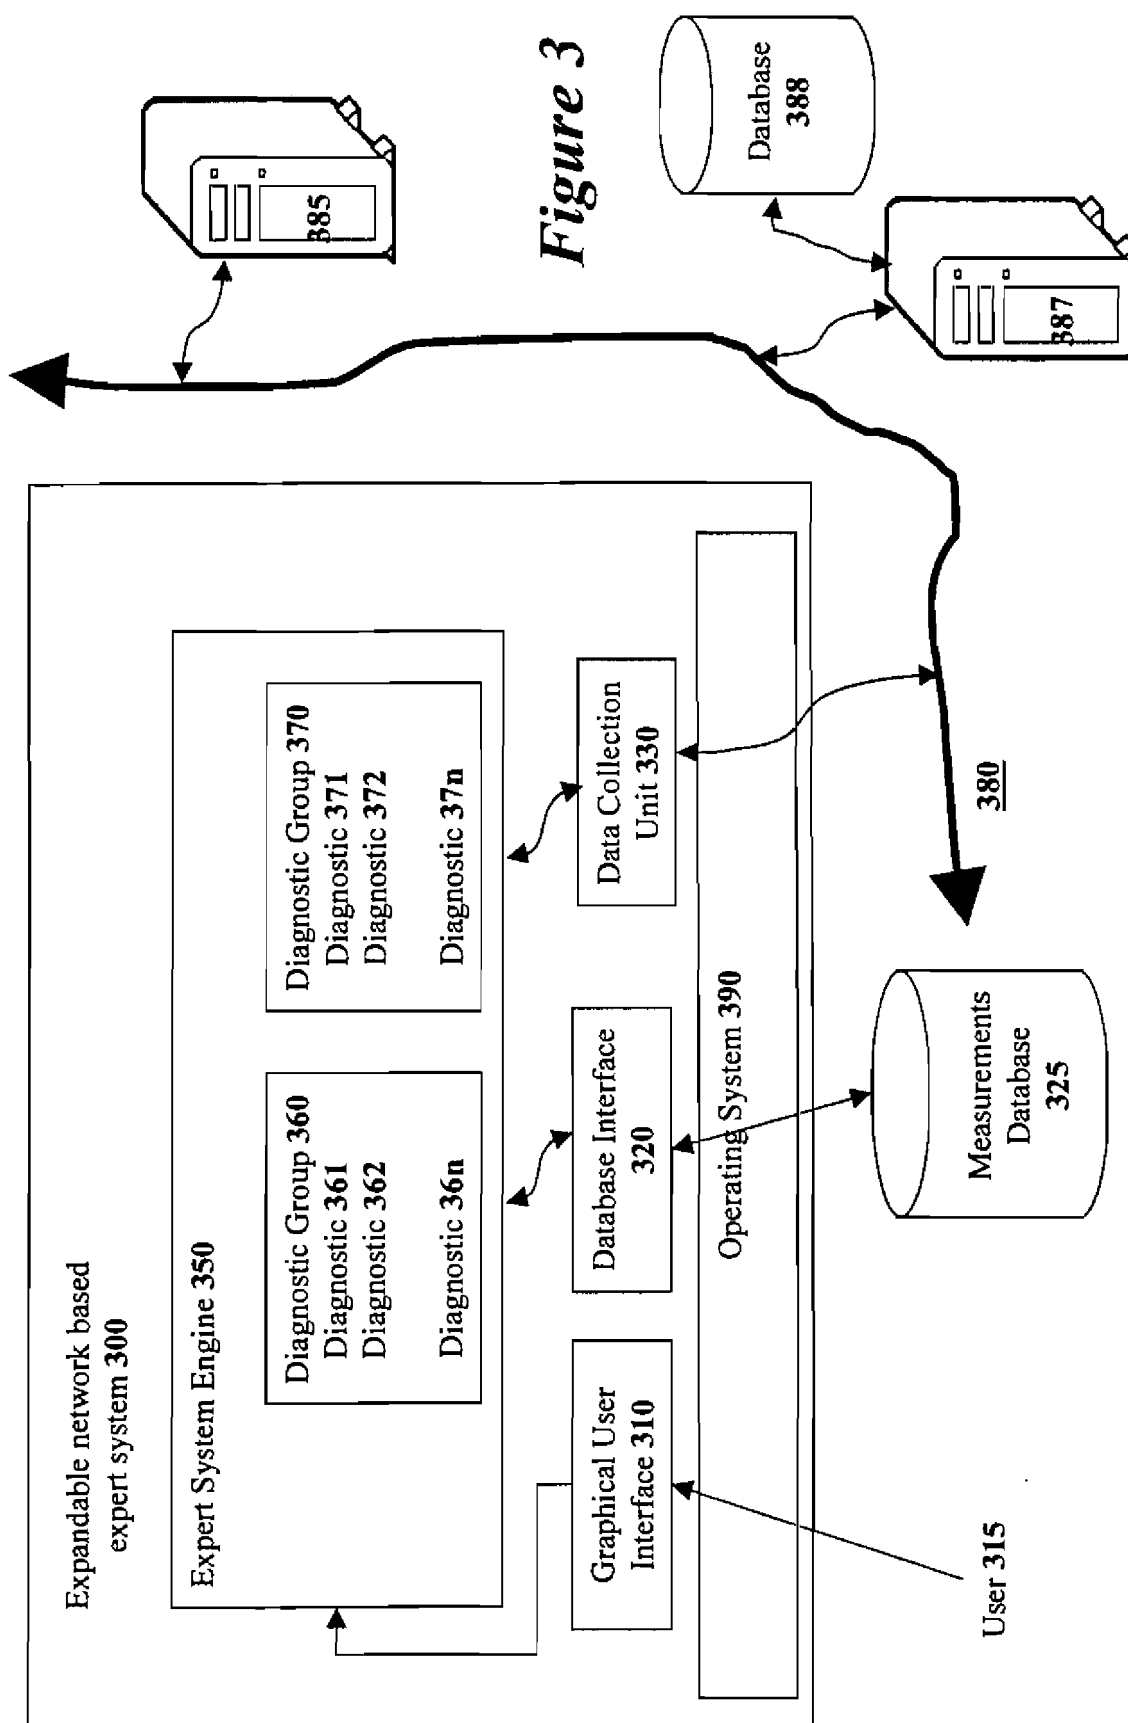 Expandable network based
expert system 300
Expert System Engine 350
Diagnostic Group 360
Diagnostic 361
Diagnostic 362
Diagnostic 36n
Diagnostic Group 370
Diagnostic 371
Diagnostic 372
Diagnostic 37n
Graphical User
Interface 310
Database Interface
320
Data Collection
Unit 330
Operating System 390
User 315
Measurements
Database
325
380
385
387
Database
388
Figure 3